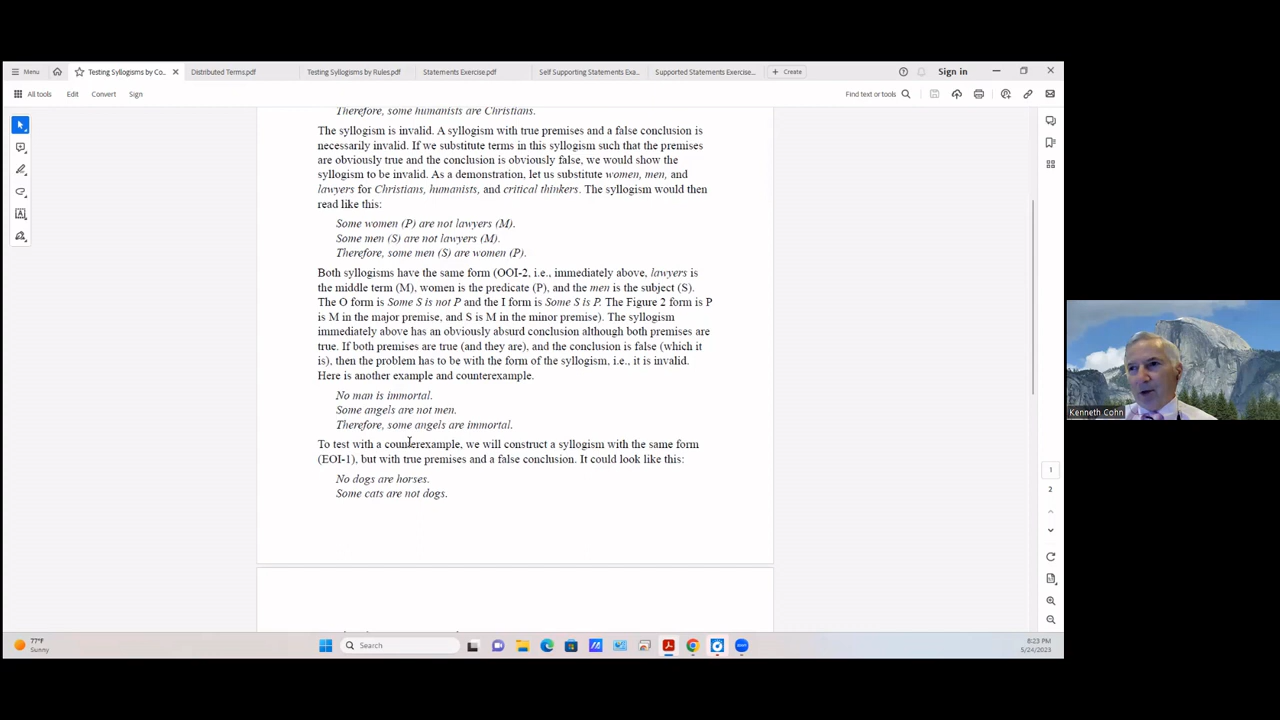 Menu
Testing Syllogisms by Co...
Distributed Terms.pdf
Testing Syllogisms by Rules.pdf
Statements Exercise.pdf
Self Supporting Statements Exa...
Supported Statements Exercise...
Create
Sign in
All tools
Edit
Convert
Sign
Find text or tools
Therefore, some humanists are Christians.
The syllogism is invalid. A syllogism with true premises and a false conclusion is
necessarily invalid. If we substitute terms in this syllogism such that the premises
are obviously true and the conclusion is obviously false, we would show the
syllogism to be invalid. As a demonstration, let us substitute women, men, and
lawyers for Christians, humanists, and critical thinkers. The syllogism would then
read like this:
Some women (P) are not lawyers (M).
Some men (S) are not lawyers (M).
Therefore, some men (S) are women (P).
Both syllogisms have the same form (OOI-2, i.e., immediately above, lawyers is
the middle term (M), women is the predicate (P), and the men is the subject (S).
The O form is Some S is not P and the I form is Some S is P. The Figure 2 form is P
is M in the major premise, and S is M in the minor premise). The syllogism
immediately above has an obviously absurd conclusion although both premises are
true. If both premises are true (and they are), and the conclusion is false (which it
is), then the problem has to be with the form of the syllogism, i.e., it is invalid.
Here is another example and counterexample.
No man is immortal.
Some angels are not men.
Therefore, some angels are immortal.
To test with a counterexample, we will construct a syllogism with the same form
(EOI-1), but with true premises and a false conclusion. It could look like this:
No dogs are horses.
Some cats are not dogs.
1
2
Kenneth Cohn
77°F
Sunny
Search
8:23 PM
5/24/2023